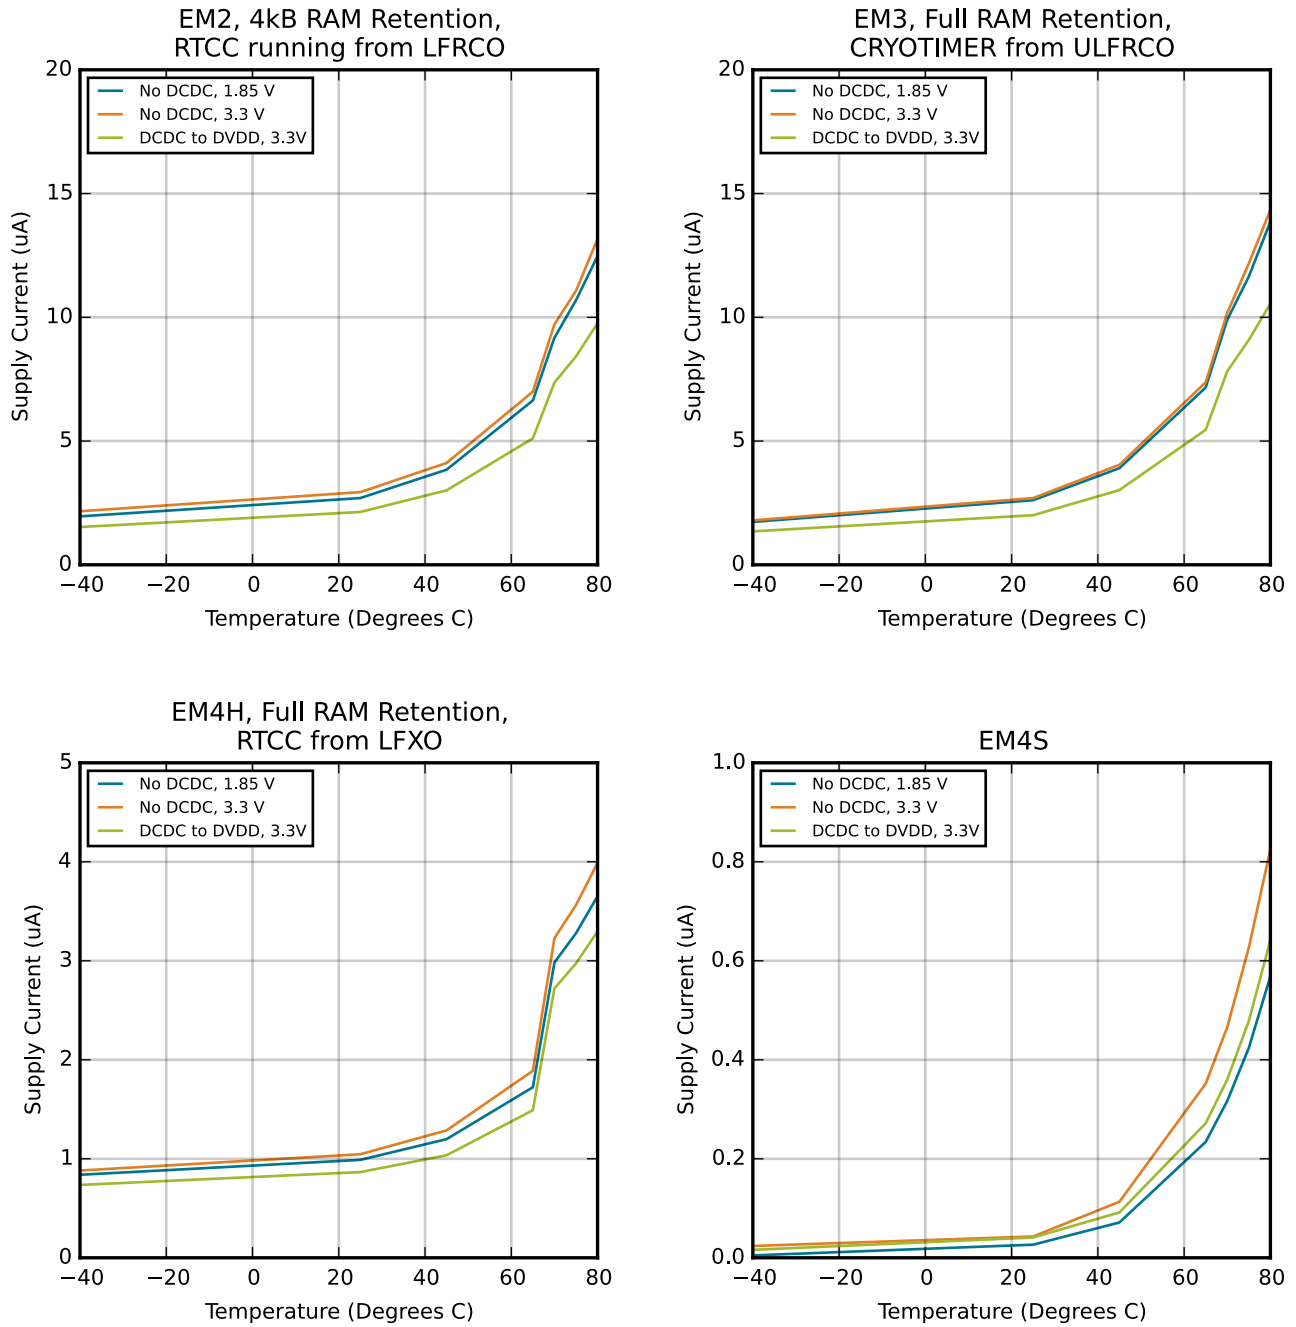 EM2, 4kB RAM Retention,
RTCC running from LFRCO
20
15
10
5
0
Supply Current (uA)
No DCDC, 1.85 V
No DCDC, 3.3 V
DCDC to DVDD, 3.3V
−40
−20
0
20
40
60
80
Temperature (Degrees C)
EM3, Full RAM Retention,
CRYOTIMER from ULFRCO
20
15
10
5
0
Supply Current (uA)
No DCDC, 1.85 V
No DCDC, 3.3 V
DCDC to DVDD, 3.3V
−40
−20
0
20
40
60
80
Temperature (Degrees C)
EM4H, Full RAM Retention,
RTCC from LFXO
5
4
3
2
1
0
Supply Current (uA)
No DCDC, 1.85 V
No DCDC, 3.3 V
DCDC to DVDD, 3.3V
−40
−20
0
20
40
60
80
Temperature (Degrees C)
EM4S
1.0
0.8
0.6
0.4
0.2
0.0
Supply Current (uA)
No DCDC, 1.85 V
No DCDC, 3.3 V
DCDC to DVDD, 3.3V
−40
−20
0
20
40
60
80
Temperature (Degrees C)